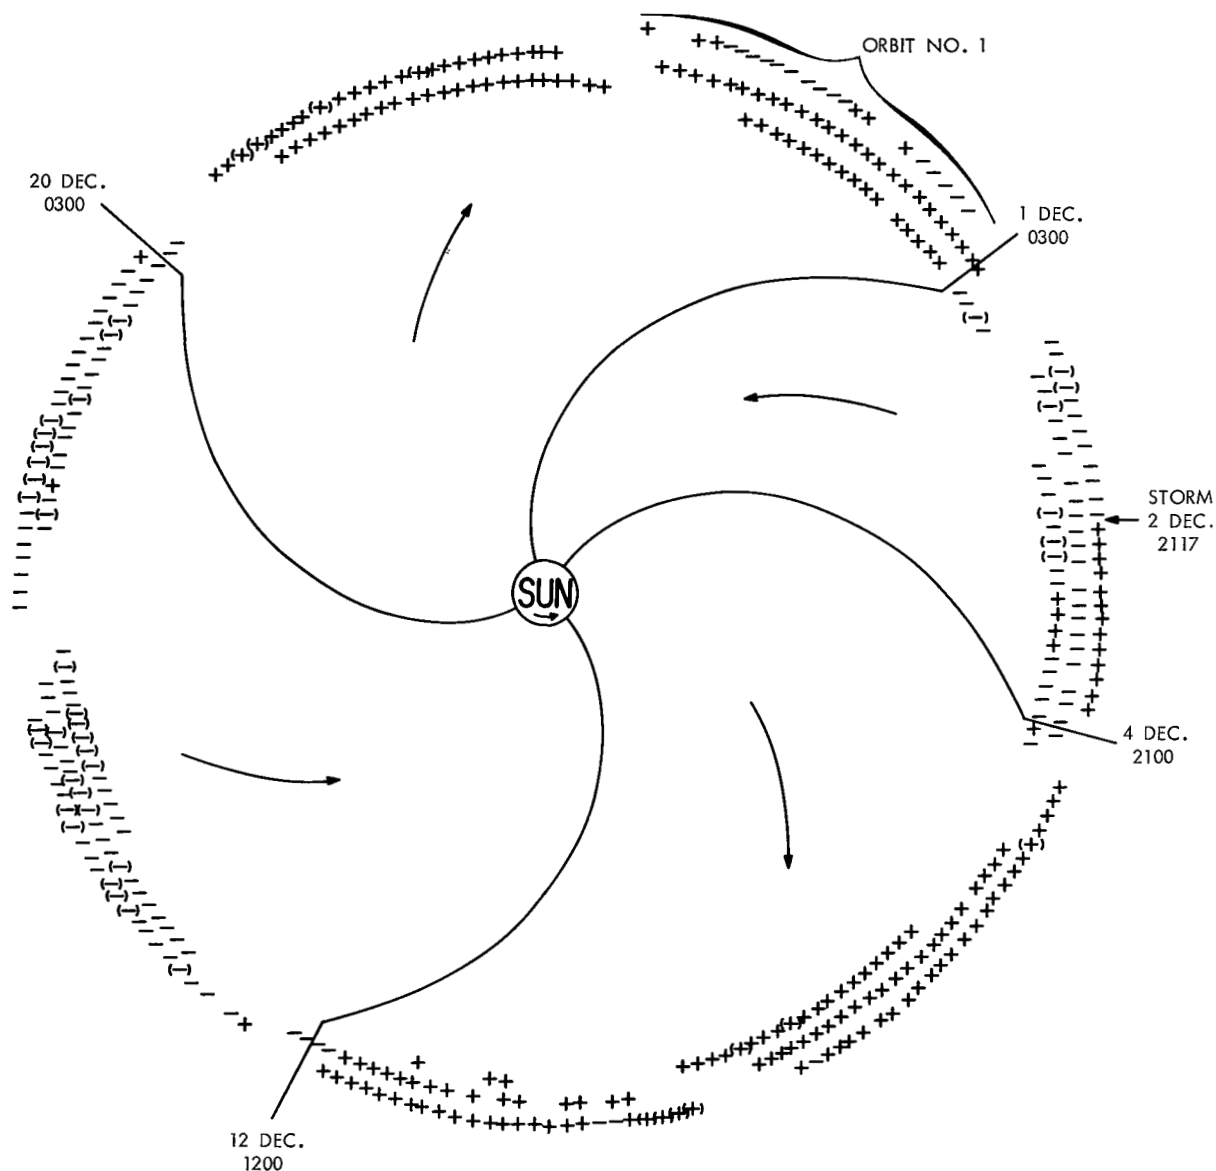 ORBIT NO. 1
20 DEC.
0300
1 DEC.
0300
STORM
2 DEC.
2117
SUN
4 DEC.
2100
12 DEC.
1200